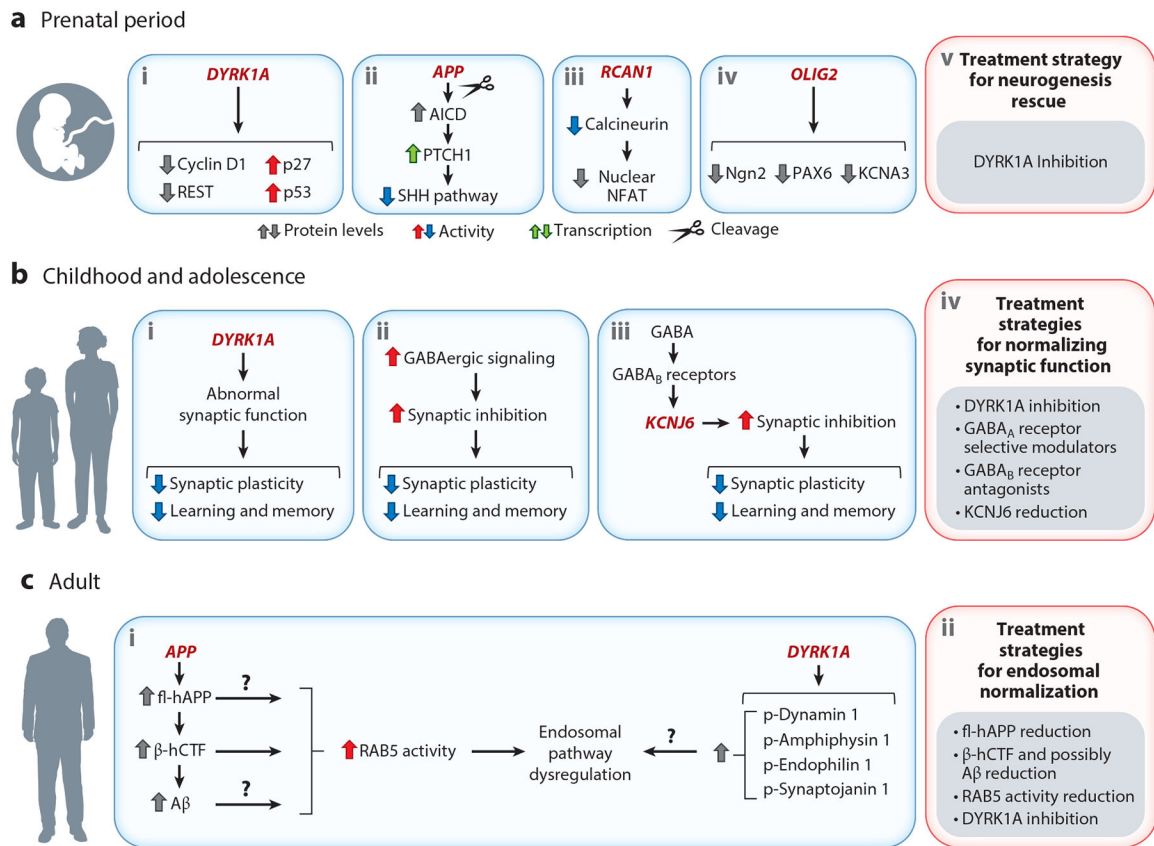 a Prenatal period
i
DYRK1A
Cyclin D1
p27
REST
p53
ii
APP
AICD
PTCH1
SHH pathway
iii
RCAN1
Calcineurin
Nuclear
NFAT
iv
OLIG2
Ngn2
PAX6
KCNA3
v
Treatment strategy
for neurogenesis
rescue
DYRK1A Inhibition
Protein levels
Activity
Transcription
Cleavage
b Childhood and adolescence
i
DYRK1A
Abnormal
synaptic function
Synaptic plasticity
Learning and memory
ii
GABAergic signaling
Synaptic inhibition
Synaptic plasticity
Learning and memory
iii
GABA
GABAB receptors
KCNJ6
Synaptic inhibition
Synaptic plasticity
Learning and memory
iv
Treatment
strategies
for normalizing
synaptic function
• DYRK1A inhibition
• GABAA receptor
selective modulators
• GABAB receptor
antagonists
• KCNJ6 reduction
c Adult
i
APP
fl-hAPP
?
β-hCTF
Aβ
?
RAB5 activity
Endosomal
pathway
dysregulation
?
DYRK1A
p-Dynamin 1
p-Amphiphysin 1
p-Endophilin 1
p-Synaptojanin 1
ii
Treatment
strategies
for endosomal
normalization
• fl-hAPP reduction
• β-hCTF and possibly
Aβ reduction
• RAB5 activity reduction
• DYRK1A inhibition